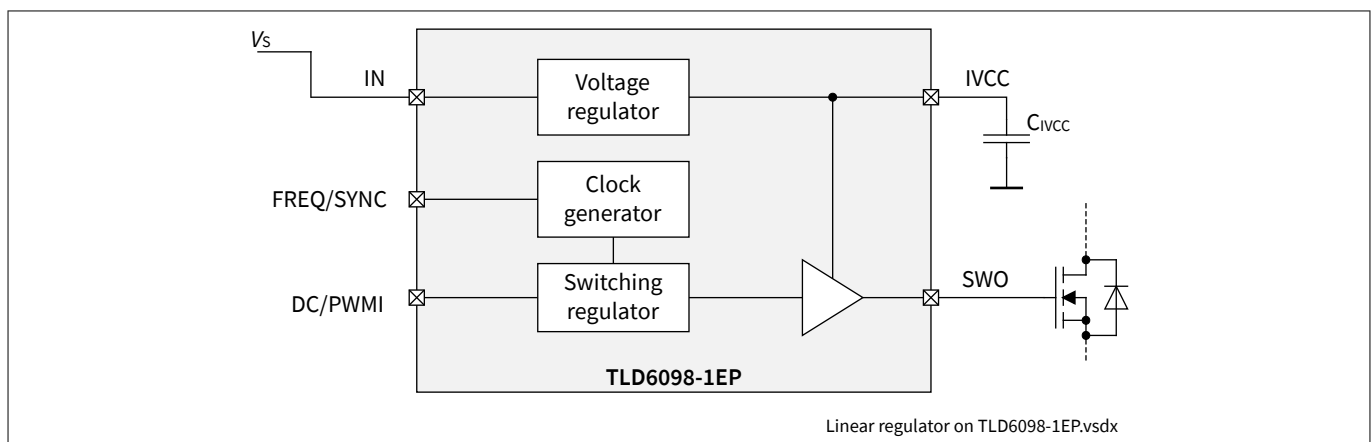 VS
IN
Voltage
regulator
IVCC
CIVCC
FREQ/SYNC
Clock
generator
DC/PWMI
Switching
regulator
SWO
TLD6098-1EP
Linear regulator on TLD6098-1EP.vsdx